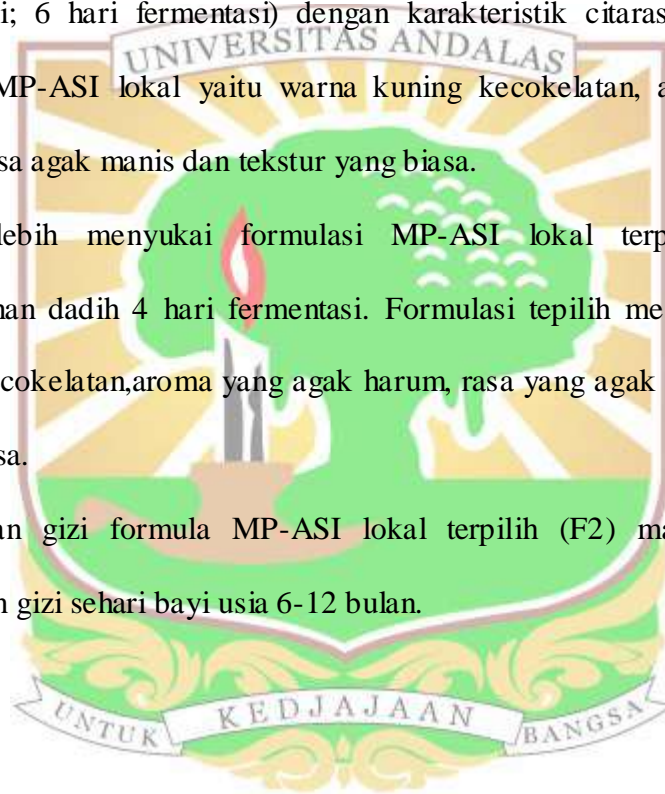 i; 6 hari fermentasi) dengan karakteristik citaras
UNIVERSITAS ANDALAS
MP-ASI lokal yaitu warna kuning kecokelatan, a
sa agak manis dan tekstur yang biasa.
lebih menyukai formulasi MP-ASI lokal terp
han dadih 4 hari fermentasi. Formulasi tepilih me
cokelatan,aroma yang agak harum, rasa yang agak
sa.
an gizi formula MP-ASI lokal terpilih (F2) ma
n gizi sehari bayi usia 6-12 bulan.
UNTUK KEDJAJAAN BANGSA